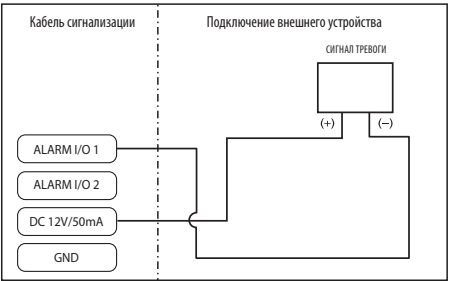 Кабель сигнализации
Подключение внешнего устройства
СИГНАЛ ТРЕВОГИ
(+) (−)
ALARM I/O 1
ALARM I/O 2
DC 12V/50mA
GND